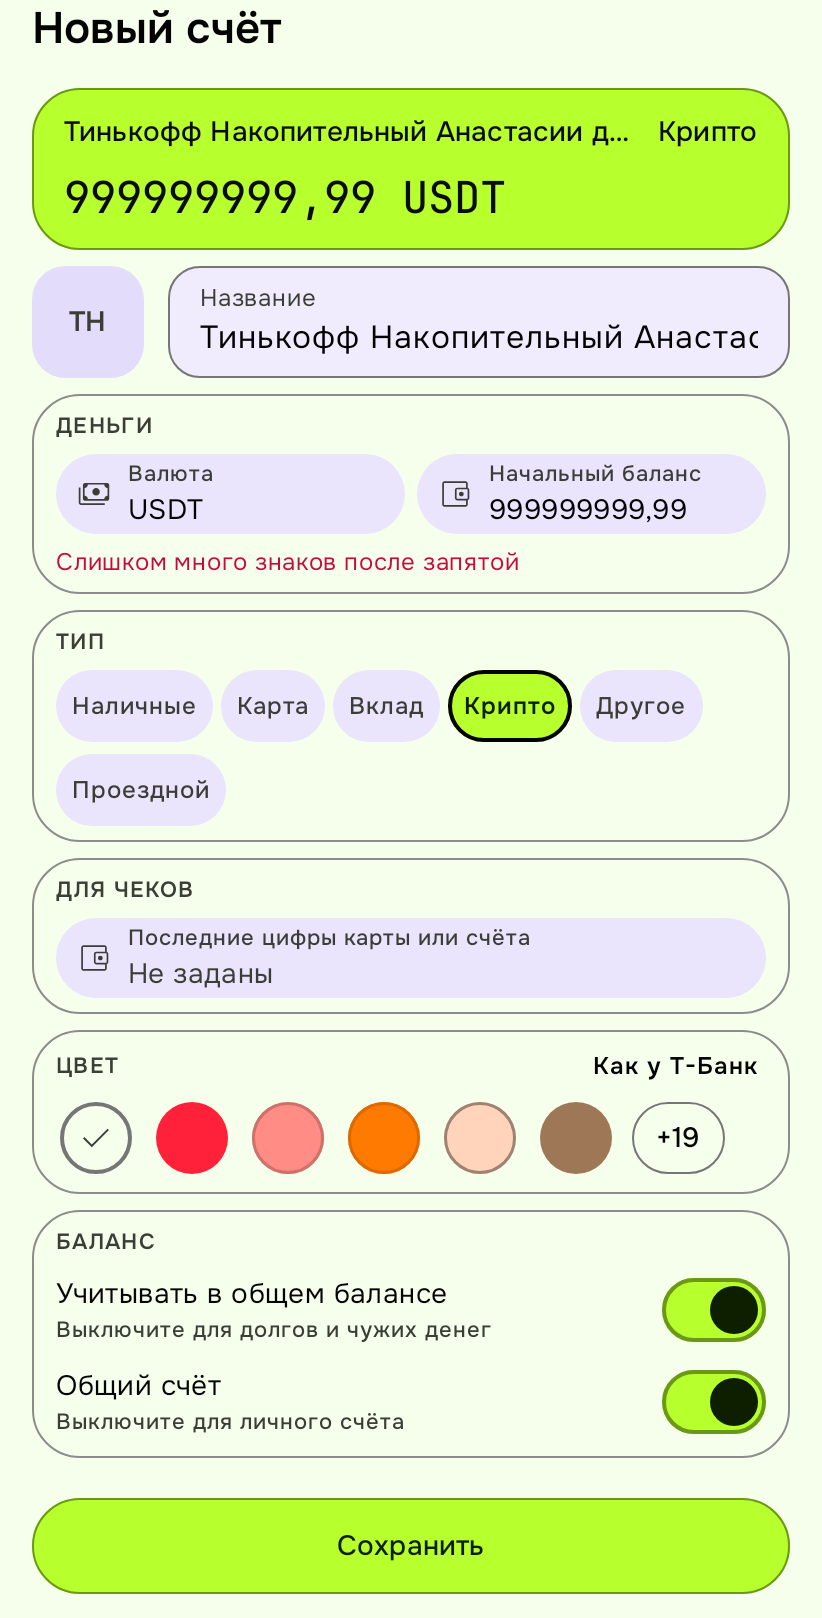 Новый счёт
Тинькофф Накопительный Анастасии д... Крипто
999999999,99 USDT
ТН
Название
Тинькофф Накопительный Анастас
ДЕНЬГИ
Валюта Начальный баланс
USDT 999999999,99
Слишком много знаков после запятой
ТИП
Наличные Карта Вклад Крипто Другое
Проездной
ДЛЯ ЧЕКОВ
Последние цифры карты или счёта
Не заданы
ЦВЕТ Как у Т-Банк
+19
БАЛАНС
Учитывать в общем балансе
Выключите для долгов и чужих денег
Общий счёт
Выключите для личного счёта
Сохранить